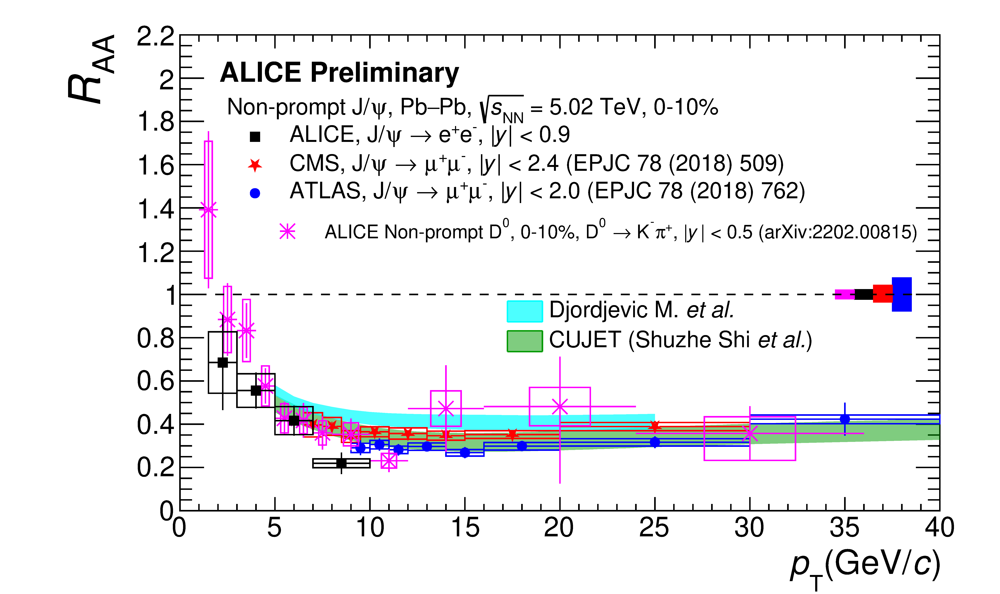 R_AA
2.2
2
1.8
1.6
1.4
1.2
1
0.8
0.6
0.4
0.2
0
ALICE Preliminary
Non-prompt J/ψ, Pb–Pb, √s_NN = 5.02 TeV, 0-10%
ALICE, J/ψ → e⁺e⁻, |y| < 0.9
CMS, J/ψ → μ⁺μ⁻, |y| < 2.4 (EPJC 78 (2018) 509)
ATLAS, J/ψ → μ⁺μ⁻, |y| < 2.0 (EPJC 78 (2018) 762)
ALICE Non-prompt D⁰, 0-10%, D⁰ → K⁻π⁺, |y| < 0.5 (arXiv:2202.00815)
Djordjevic M. et al.
CUJET (Shuzhe Shi et al.)
0 5 10 15 20 25 30 35 40
p_T (GeV/c)